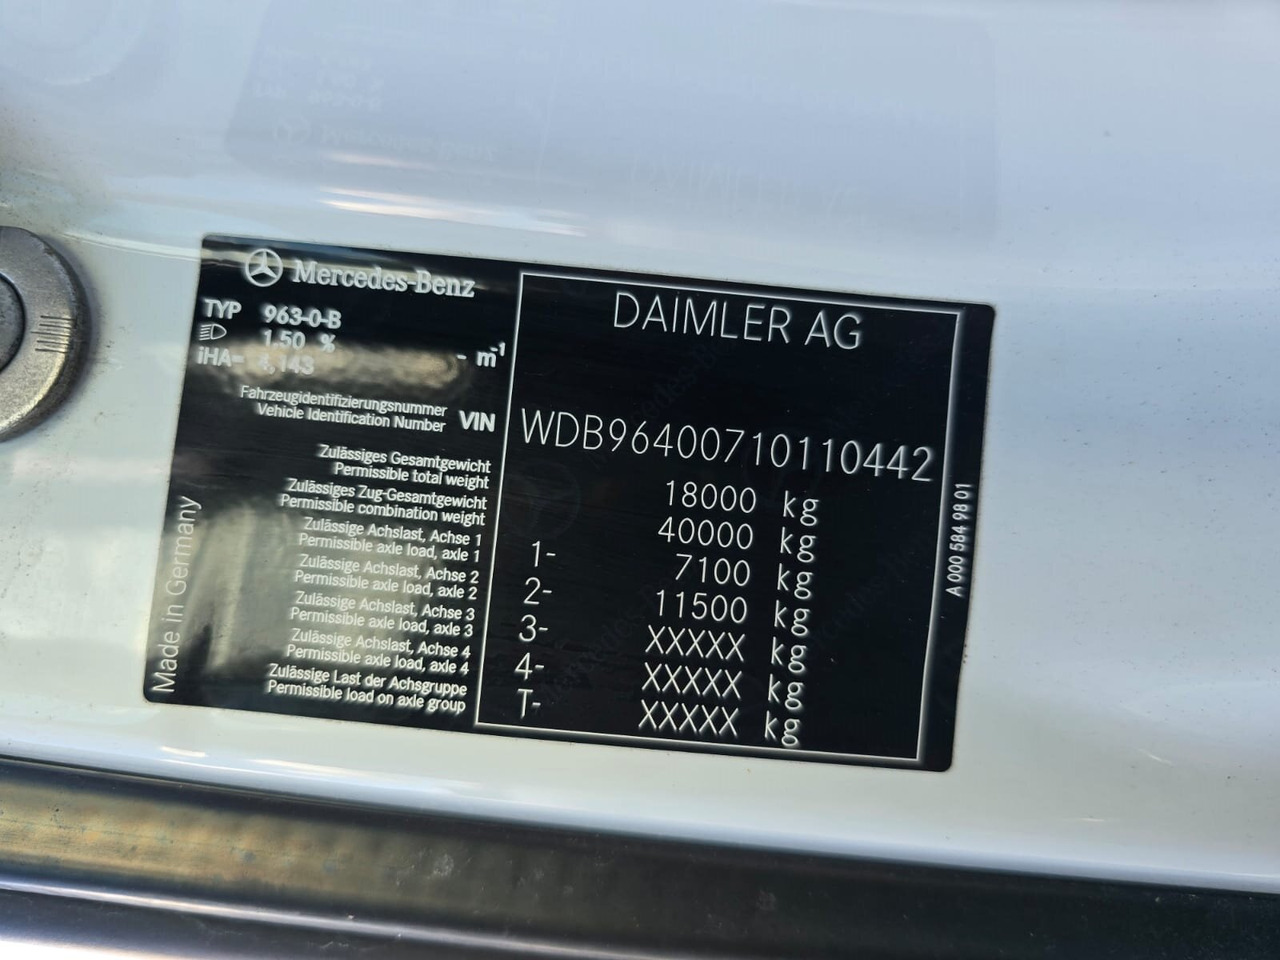 Mercedes-Benz
TYP 963-0-B
1.50 %
iHA= 4,143 - m-1
Fahrzeugidentifizierungsnummer
Vehicle Identification Number VIN
DAIMLER AG
WDB96400710110442
Zulässiges Gesamtgewicht
Permissible total weight 18000 kg
Zulässiges Zug-Gesamtgewicht
Permissible combination weight 40000 kg
Zulässige Achslast, Achse 1
Permissible axle load, axle 1 1- 7100 kg
Zulässige Achslast, Achse 2
Permissible axle load, axle 2 2- 11500 kg
Zulässige Achslast, Achse 3
Permissible axle load, axle 3 3- XXXXX kg
Zulässige Achslast, Achse 4
Permissible axle load, axle 4 4- XXXXX kg
Zulässige Last der Achsgruppe
Permissible load on axle group T- XXXXX kg
Made in Germany
A 000 584 98 01